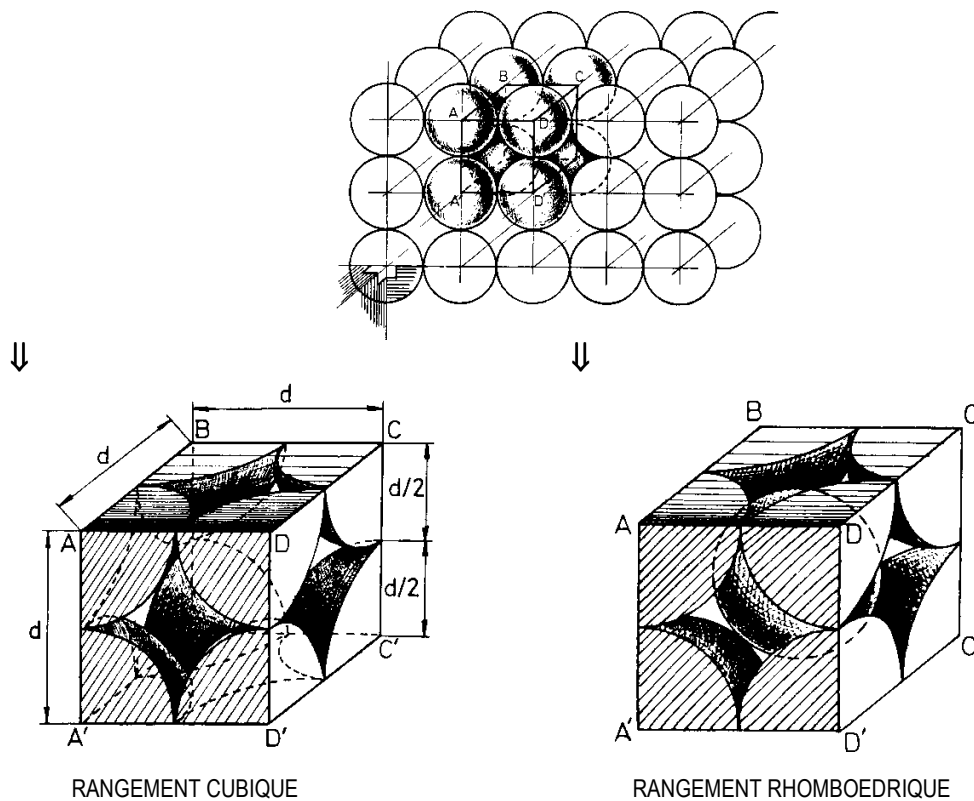 B C
A D
A' D'
⇓ ⇓
d
B C
d
d/2
A D
d
d/2
C'
A' D'
B C
A D
C
A' D'
RANGEMENT CUBIQUE
RANGEMENT RHOMBOEDRIQUE